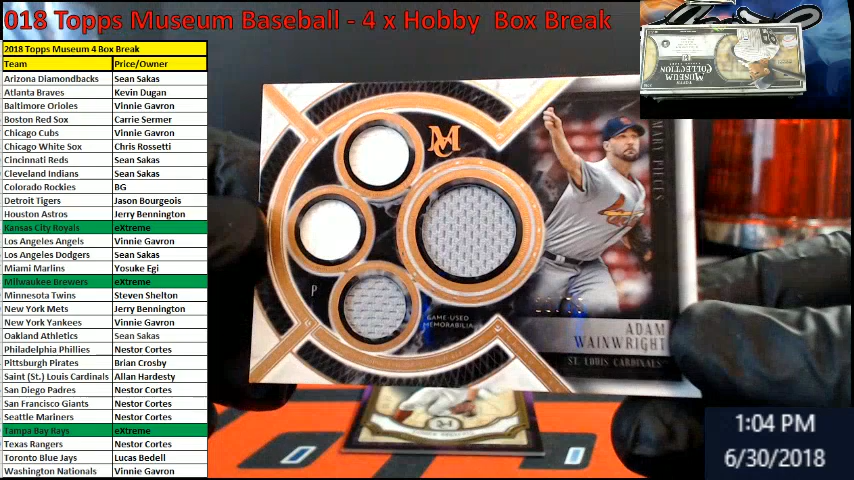 018 Topps Museum Baseball - 4 x Hobby Box Break
2018 Topps Museum 4 Box Break
Team Price/Owner
Arizona Diamondbacks Sean Sakas
Atlanta Braves Kevin Dugan
Baltimore Orioles Vinnie Gavron
Boston Red Sox Carrie Sermer
Chicago Cubs Vinnie Gavron
Chicago White Sox Chris Rossetti
Cincinnati Reds Sean Sakas
Cleveland Indians Sean Sakas
Colorado Rockies BG
Detroit Tigers Jason Bourgeois
Houston Astros Jerry Bennington
Kansas City Royals eXtreme
Los Angeles Angels Vinnie Gavron
Los Angeles Dodgers Sean Sakas
Miami Marlins Yosuke Egi
Milwaukee Brewers eXtreme
Minnesota Twins Steven Shelton
New York Mets Jerry Bennington
New York Yankees Vinnie Gavron
Oakland Athletics Sean Sakas
Philadelphia Phillies Nestor Cortes
Pittsburgh Pirates Brian Crosby
Saint (St.) Louis Cardinals Allan Hardesty
San Diego Padres Nestor Cortes
San Francisco Giants Nestor Cortes
Seattle Mariners Nestor Cortes
Tampa Bay Rays eXtreme
Texas Rangers Nestor Cortes
Toronto Blue Jays Lucas Bedell
Washington Nationals Vinnie Gavron
MUSEUM
COLLECTION
MC
MARY PIECES
P
GAME-USED
MEMORABILIA
ADAM
WAINWRIGHT
ST. LOUIS CARDINALS
1:04 PM
6/30/2018